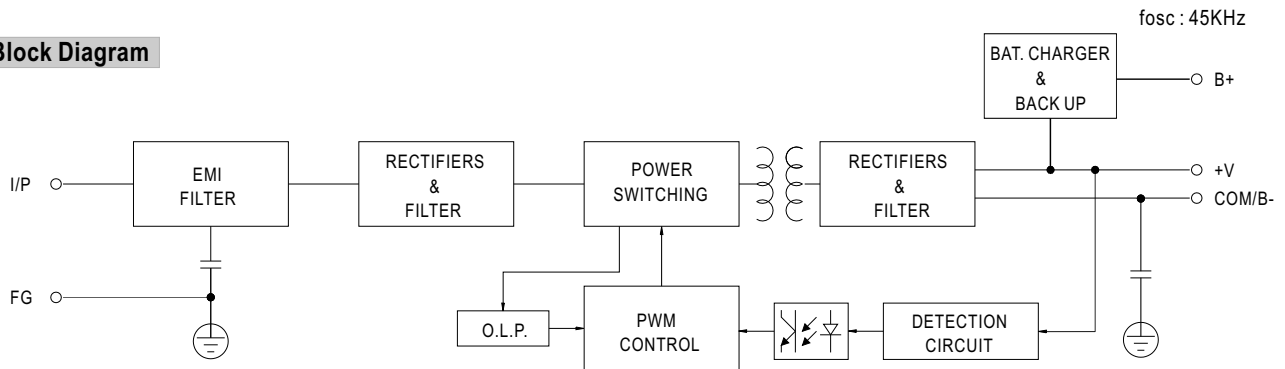 fosc : 45KHz
Block Diagram
BAT. CHARGER
&
BACK UP
B+
I/P
EMI
FILTER
RECTIFIERS
&
FILTER
POWER
SWITCHING
RECTIFIERS
&
FILTER
+V
COM/B-
FG
O.L.P.
PWM
CONTROL
DETECTION
CIRCUIT